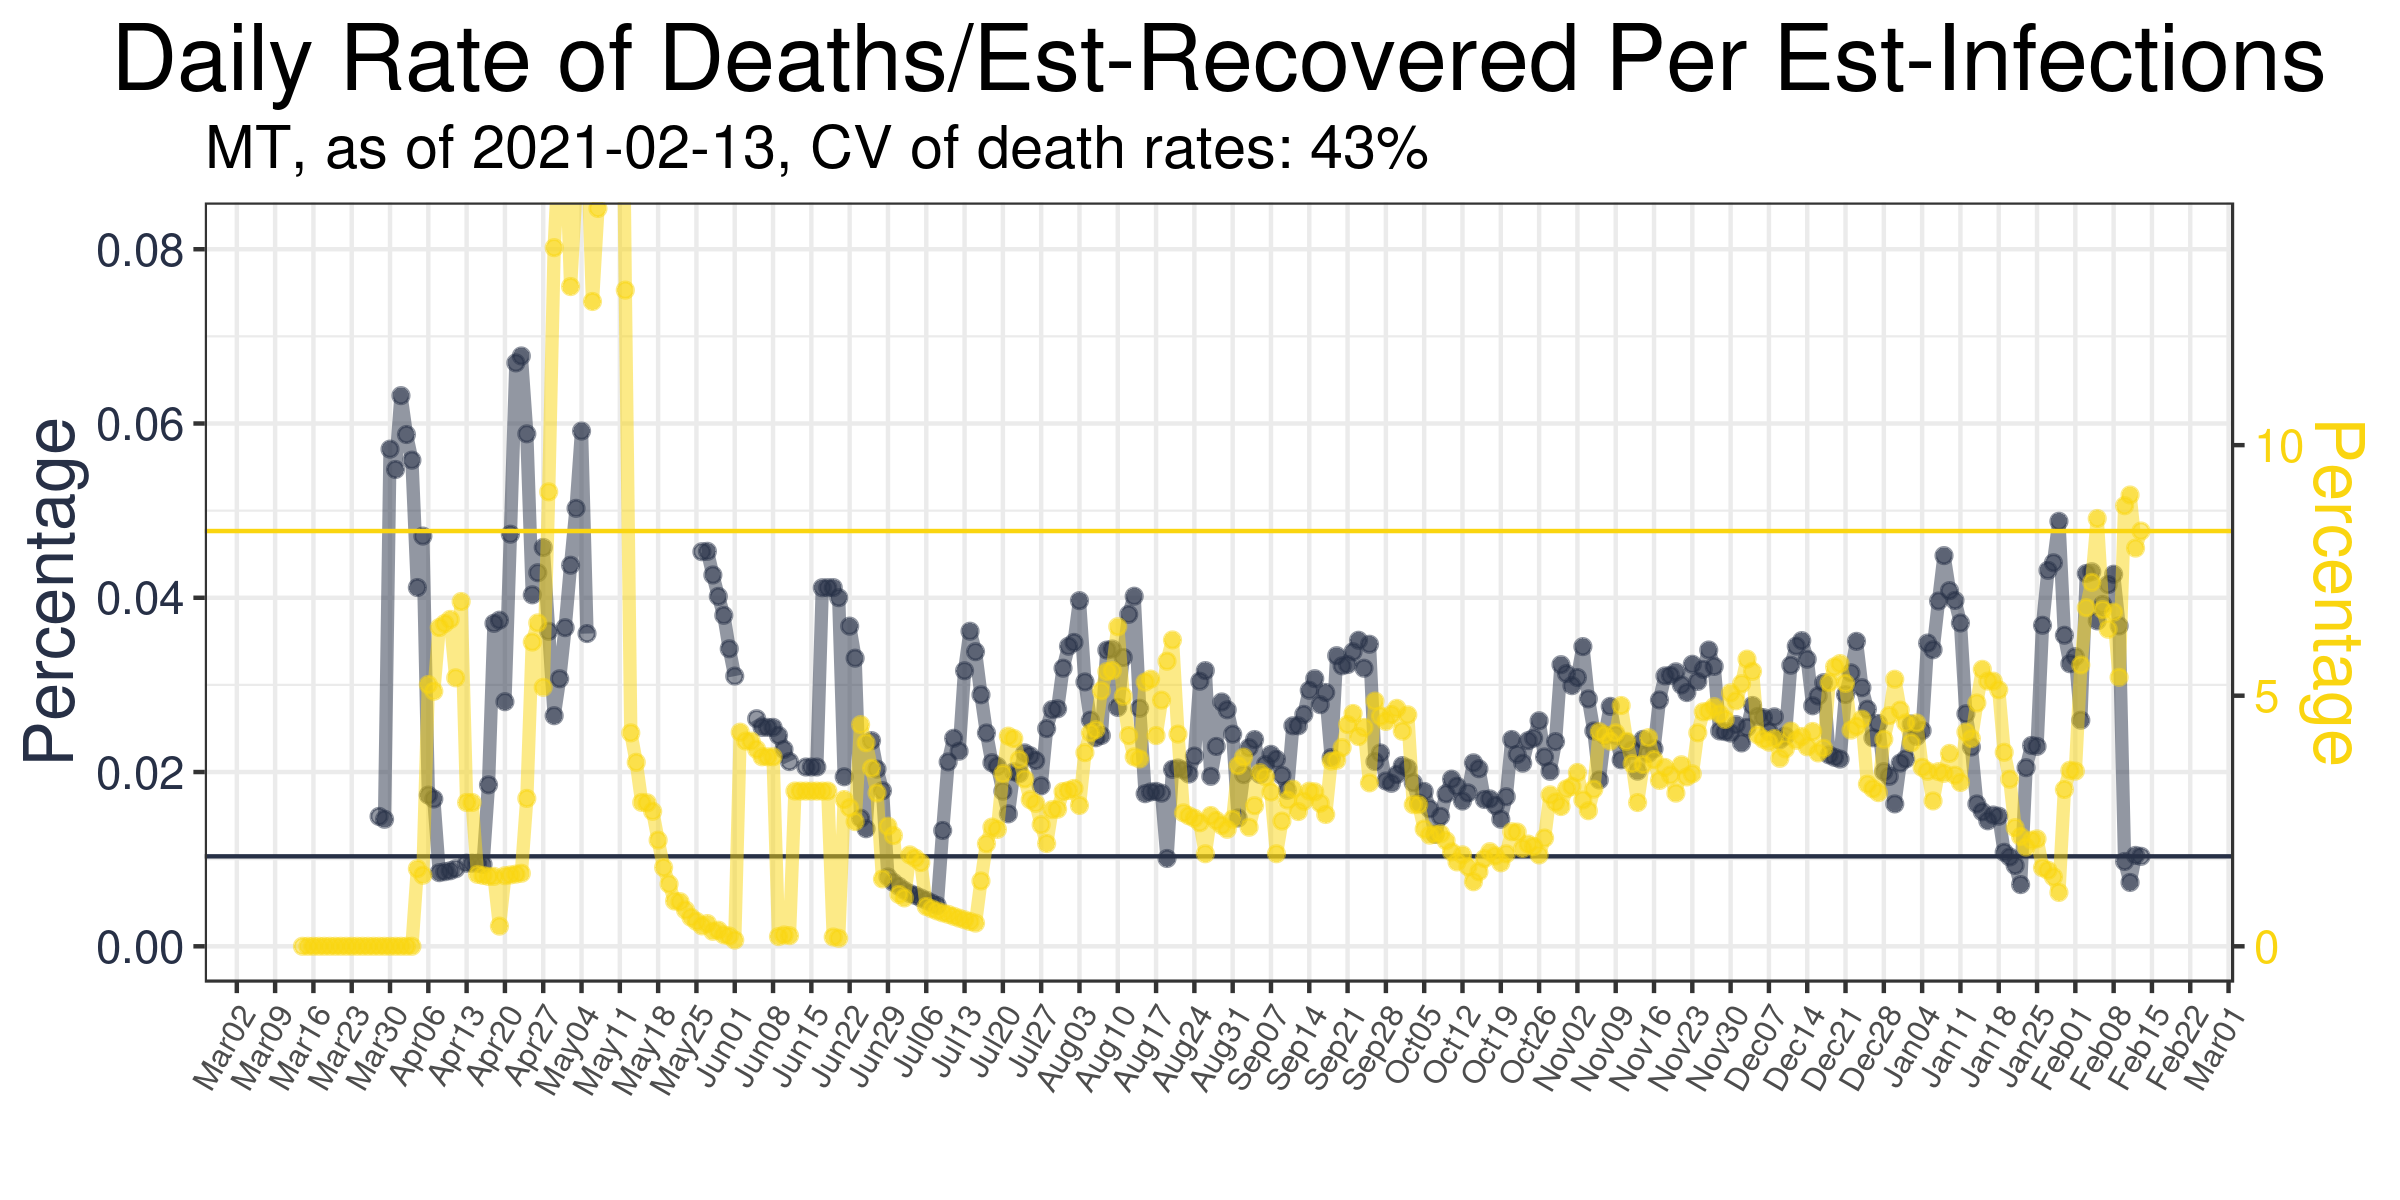 Daily Rate of Deaths/Est-Recovered Per Est-Infections
MT, as of 2021-02-13, CV of death rates: 43%
Percentage
0.08
0.06
0.04
0.02
0.00
Percentage
10
5
0
Mar02
Mar09
Mar16
Mar23
Mar30
Apr06
Apr13
Apr20
Apr27
May04
May11
May18
May25
Jun01
Jun08
Jun15
Jun22
Jun29
Jul06
Jul13
Jul20
Jul27
Aug03
Aug10
Aug17
Aug24
Aug31
Sep07
Sep14
Sep21
Sep28
Oct05
Oct12
Oct19
Oct26
Nov02
Nov09
Nov16
Nov23
Nov30
Dec07
Dec14
Dec21
Dec28
Jan04
Jan11
Jan18
Jan25
Feb01
Feb08
Feb15
Feb22
Mar01